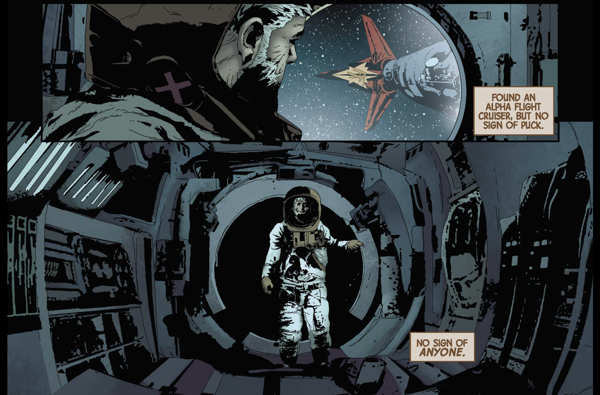 FOUND AN
ALPHA FLIGHT
CRUISER, BUT NO
SIGN OF PUCK.
NO SIGN OF
ANYONE.